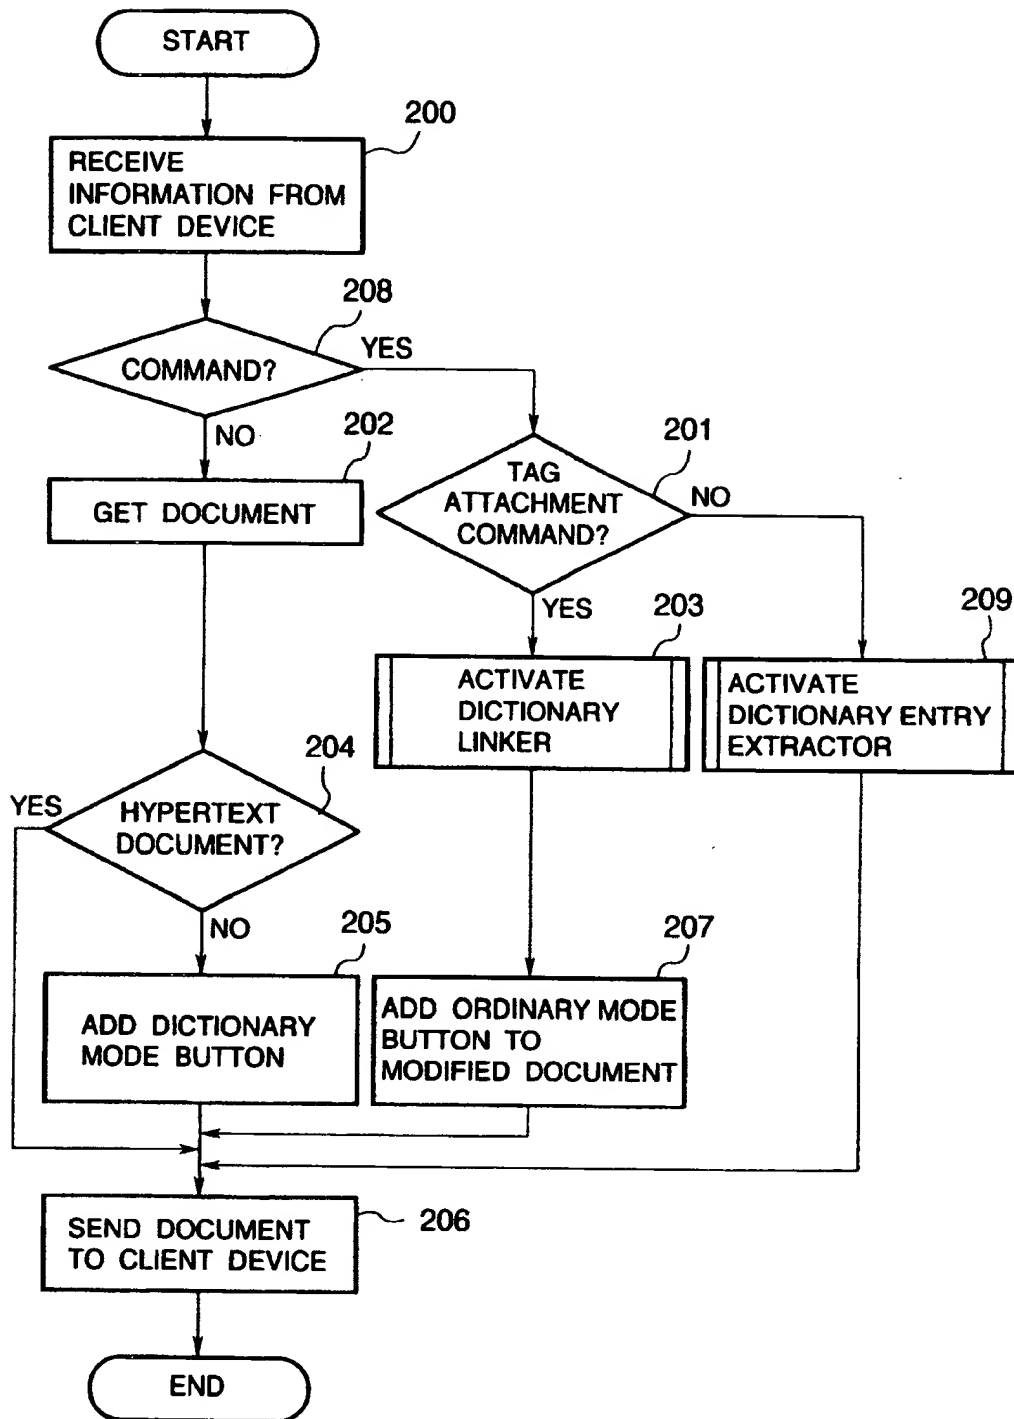 START
200
RECEIVE
INFORMATION FROM
CLIENT DEVICE
208
COMMAND?
YES
NO
202
GET DOCUMENT
201
TAG
ATTACHMENT
COMMAND?
NO
YES
203
ACTIVATE
DICTIONARY
LINKER
209
ACTIVATE
DICTIONARY ENTRY
EXTRACTOR
204
YES
HYPERTEXT
DOCUMENT?
NO
205
ADD DICTIONARY
MODE BUTTON
207
ADD ORDINARY MODE
BUTTON TO
MODIFIED DOCUMENT
206
SEND DOCUMENT
TO CLIENT DEVICE
END